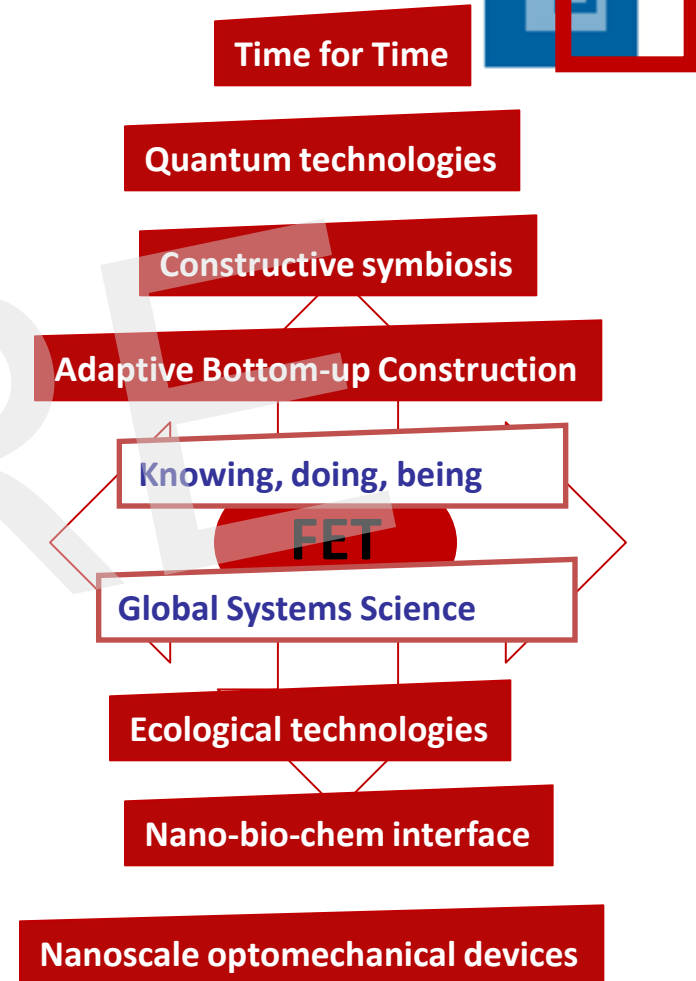 Time for Time
Quantum technologies
Constructive symbiosis
Adaptive Bottom-up Construction
Knowing, doing, being
FET
Global Systems Science
Ecological technologies
Nano-bio-chem interface
Nanoscale optomechanical devices